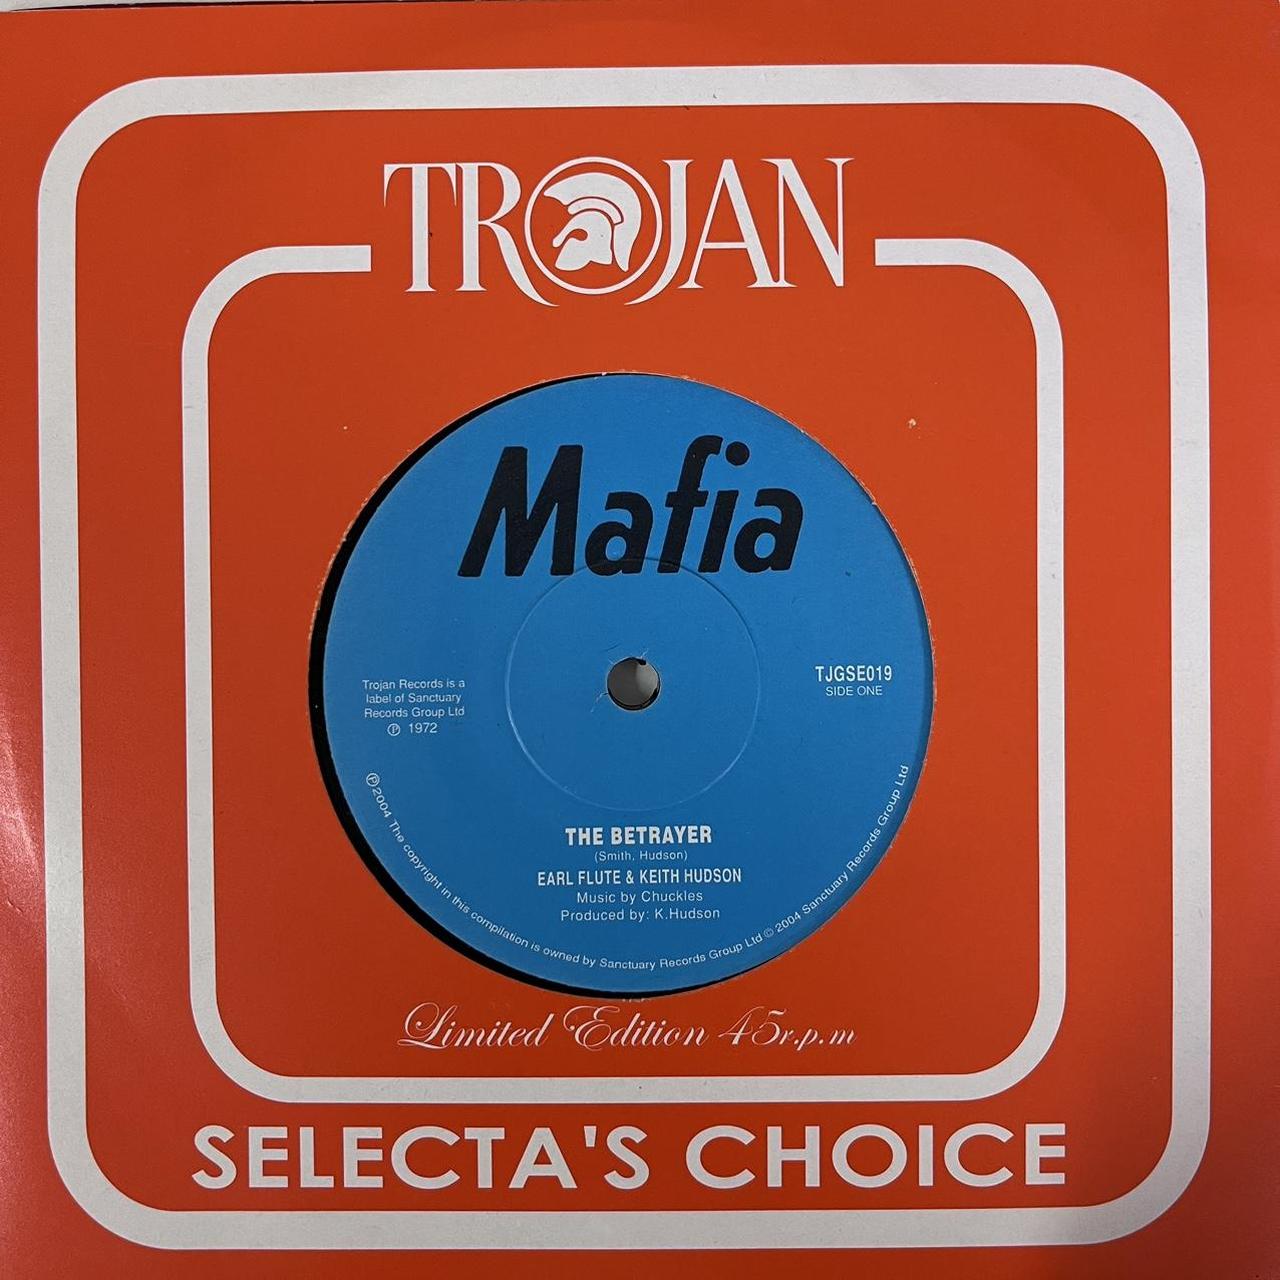 TROJAN
Mafia
TJGSE019
SIDE ONE
Trojan Records is a
label of Sanctuary
Records Group Ltd
℗ 1972
THE BETRAYER
(Smith, Hudson)
EARL FLUTE & KEITH HUDSON
Music by Chuckles
Produced by: K.Hudson
℗2004 The copyright in this compilation is owned by Sanctuary Records Group Ltd © 2004 Sanctuary Records Group Ltd
Limited Edition 45r.p.m
SELECTA'S CHOICE